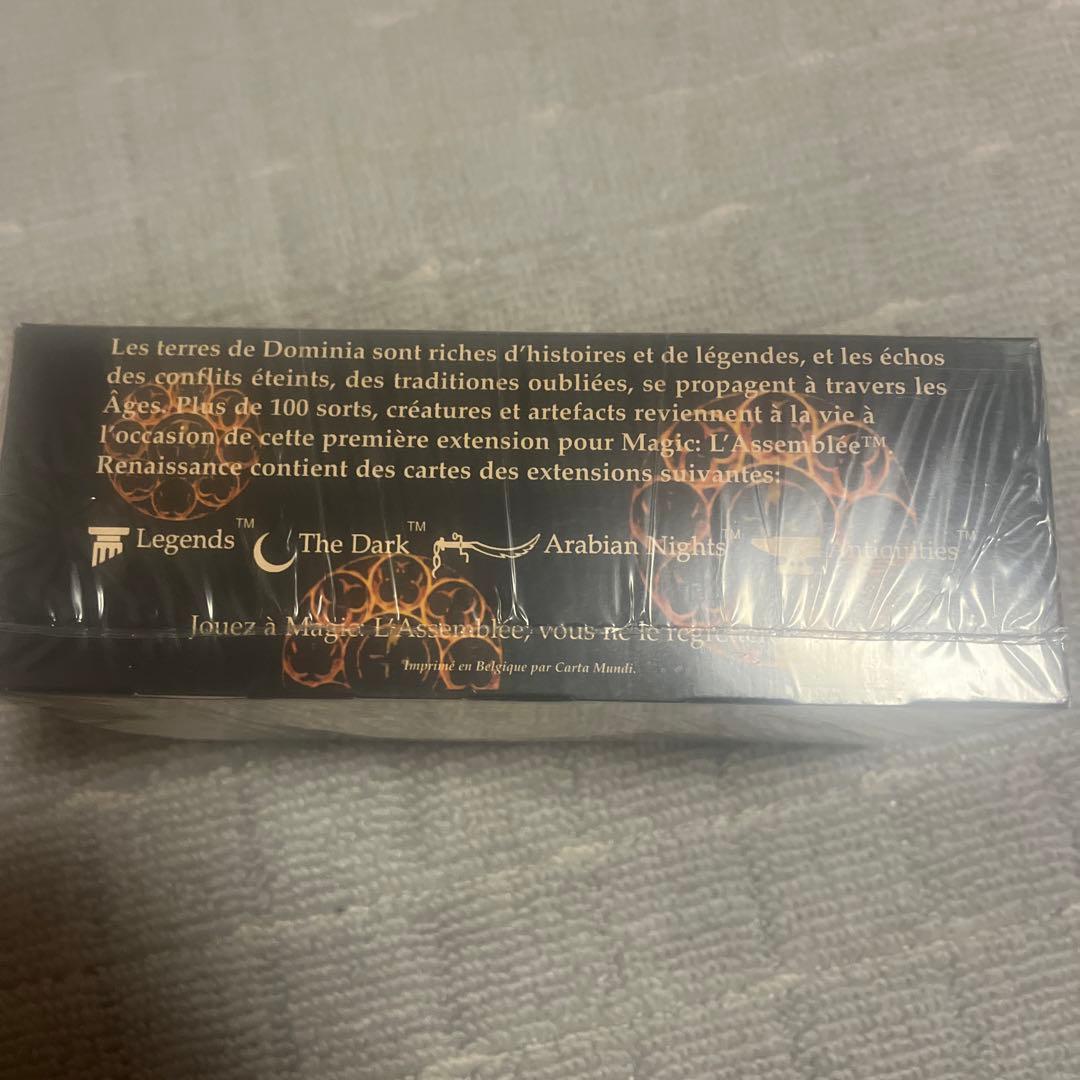 Les terres de Dominia sont riches d'histoires et de légendes, et les échos
des conflits éteints, des traditiones oubliées, se propagent à travers les
Âges. Plus de 100 sorts, créatures et artefacts reviennent à la vie à
l'occasion de cette première extension pour Magic: L'Assemblée™.
Renaissance contient des cartes des extensions suivantes:
Legends™ The Dark™ Arabian Nights™ Antiquities™
Jouez à Magic: L'Assemblée, vous ne le
Imprimé en Belgique par Carta Mundi.